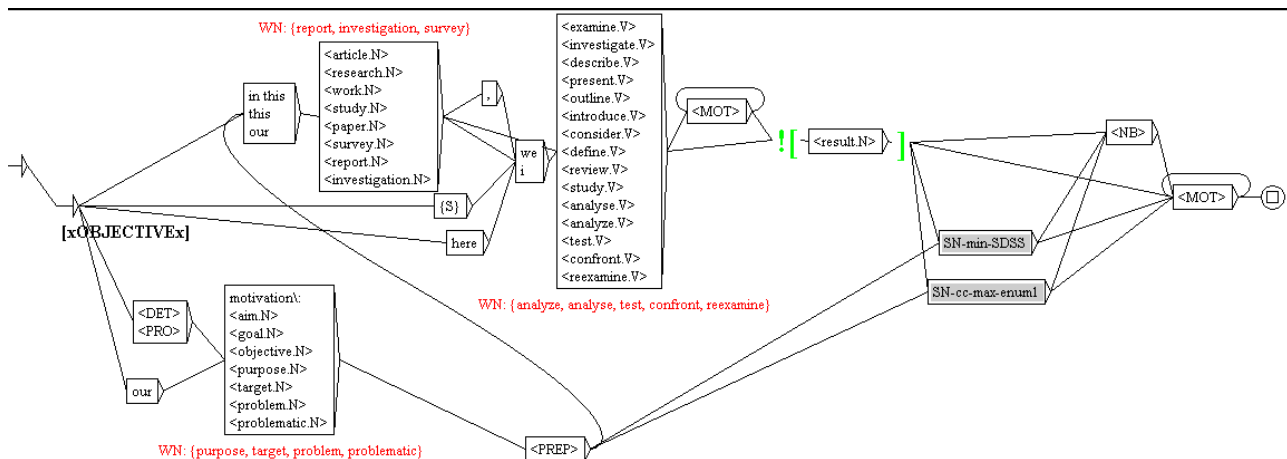 WN: {report, investigation, survey}
in this
this
our
<article.N>
<research.N>
<work.N>
<study.N>
<paper.N>
<survey.N>
<report.N>
<investigation.N>
,
{S}
here
we
i
<examine.V>
<investigate.V>
<describe.V>
<present.V>
<outline.V>
<introduce.V>
<consider.V>
<define.V>
<review.V>
<study.V>
<analyse.V>
<analyze.V>
<test.V>
<confront.V>
<reexamine.V>
WN: {analyze, analyse, test, confront, reexamine}
<MOT>
![
<result.N>
]
<NB>
<MOT>
SN-min-SDSS
SN-cc-max-enum1
[xOBJECTIVEx]
<DET>
<PRO>
our
motivation\:
<aim.N>
<goal.N>
<objective.N>
<purpose.N>
<target.N>
<problem.N>
<problematic.N>
WN: {purpose, target, problem, problematic}
<PREP>